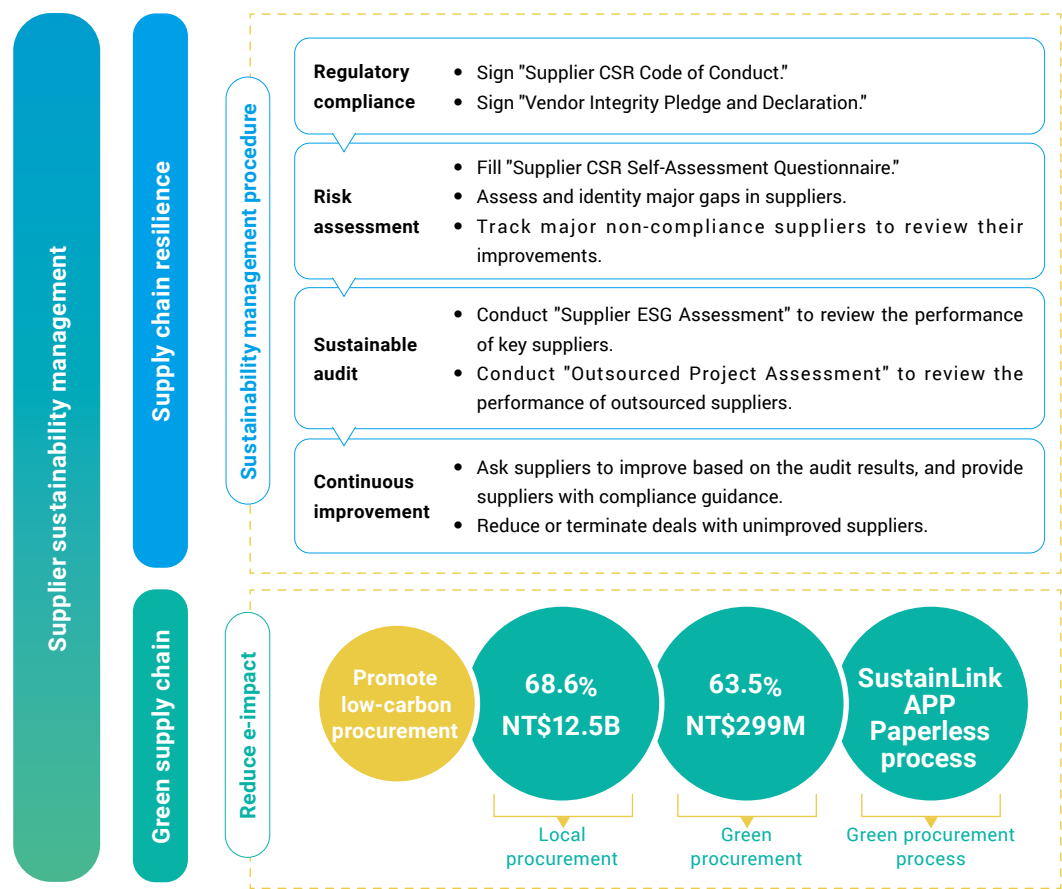 Supplier sustainability management
Supply chain resilience
Sustainability management procedure
Regulatory
compliance
• Sign "Supplier CSR Code of Conduct."
• Sign "Vendor Integrity Pledge and Declaration."
Risk
assessment
• Fill "Supplier CSR Self-Assessment Questionnaire."
• Assess and identity major gaps in suppliers.
• Track major non-compliance suppliers to review their
improvements.
Sustainable
audit
• Conduct "Supplier ESG Assessment" to review the performance
of key suppliers.
• Conduct "Outsourced Project Assessment" to review the
performance of outsourced suppliers.
Continuous
improvement
• Ask suppliers to improve based on the audit results, and provide
suppliers with compliance guidance.
• Reduce or terminate deals with unimproved suppliers.
Green supply chain
Reduce e-impact
Promote
low-carbon
procurement
68.6%
NT$12.5B
Local
procurement
63.5%
NT$299M
Green
procurement
SustainLink
APP
Paperless
process
Green procurement
process